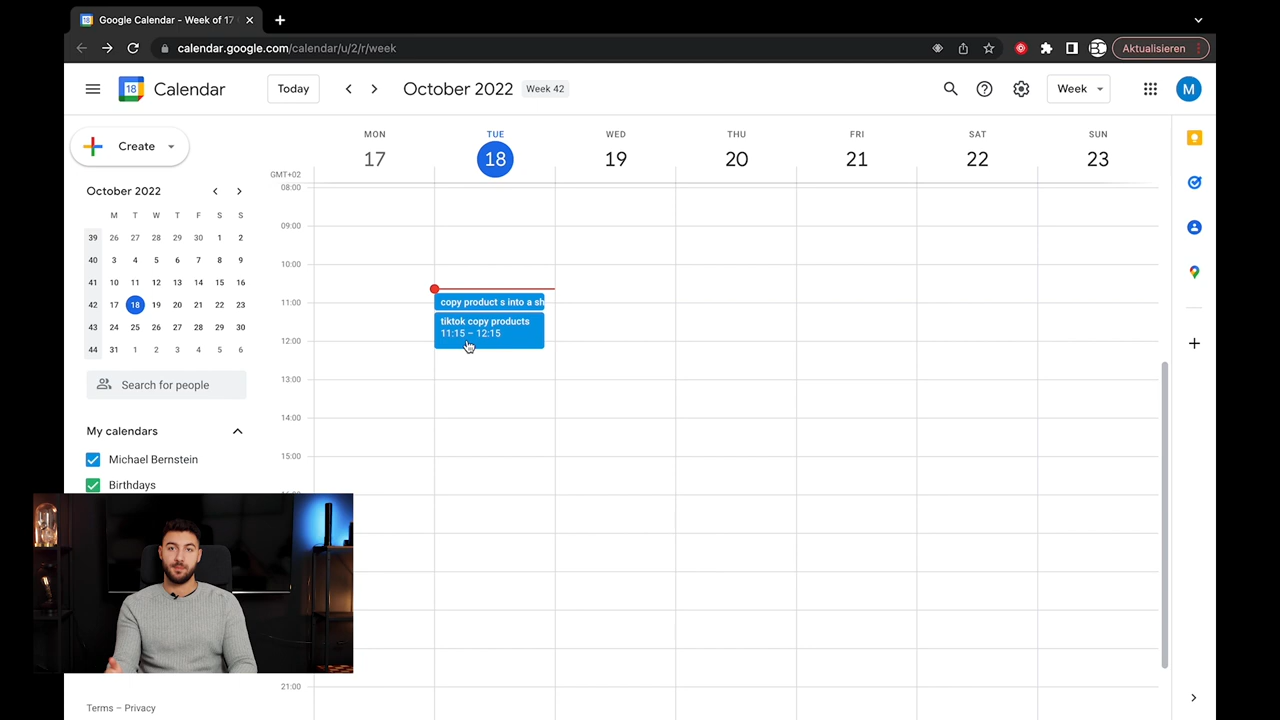 Google Calendar - Week of 17
calendar.google.com/calendar/u/2/r/week
Aktualisieren
18
Calendar
Today
October 2022
Week 42
Week
M
Create
MON
TUE
WED
THU
FRI
SAT
SUN
17
18
19
20
21
22
23
GMT+02
October 2022
M T W T F S S
39 26 27 28 29 30 1 2
40 3 4 5 6 7 8 9
41 10 11 12 13 14 15 16
42 17 18 19 20 21 22 23
43 24 25 26 27 28 29 30
44 31 1 2 3 4 5 6
Search for people
My calendars
Michael Bernstein
Birthdays
Terms – Privacy
08:00
09:00
10:00
11:00
copy product s into a sh
tiktok copy products
11:15 – 12:15
12:00
13:00
14:00
15:00
21:00